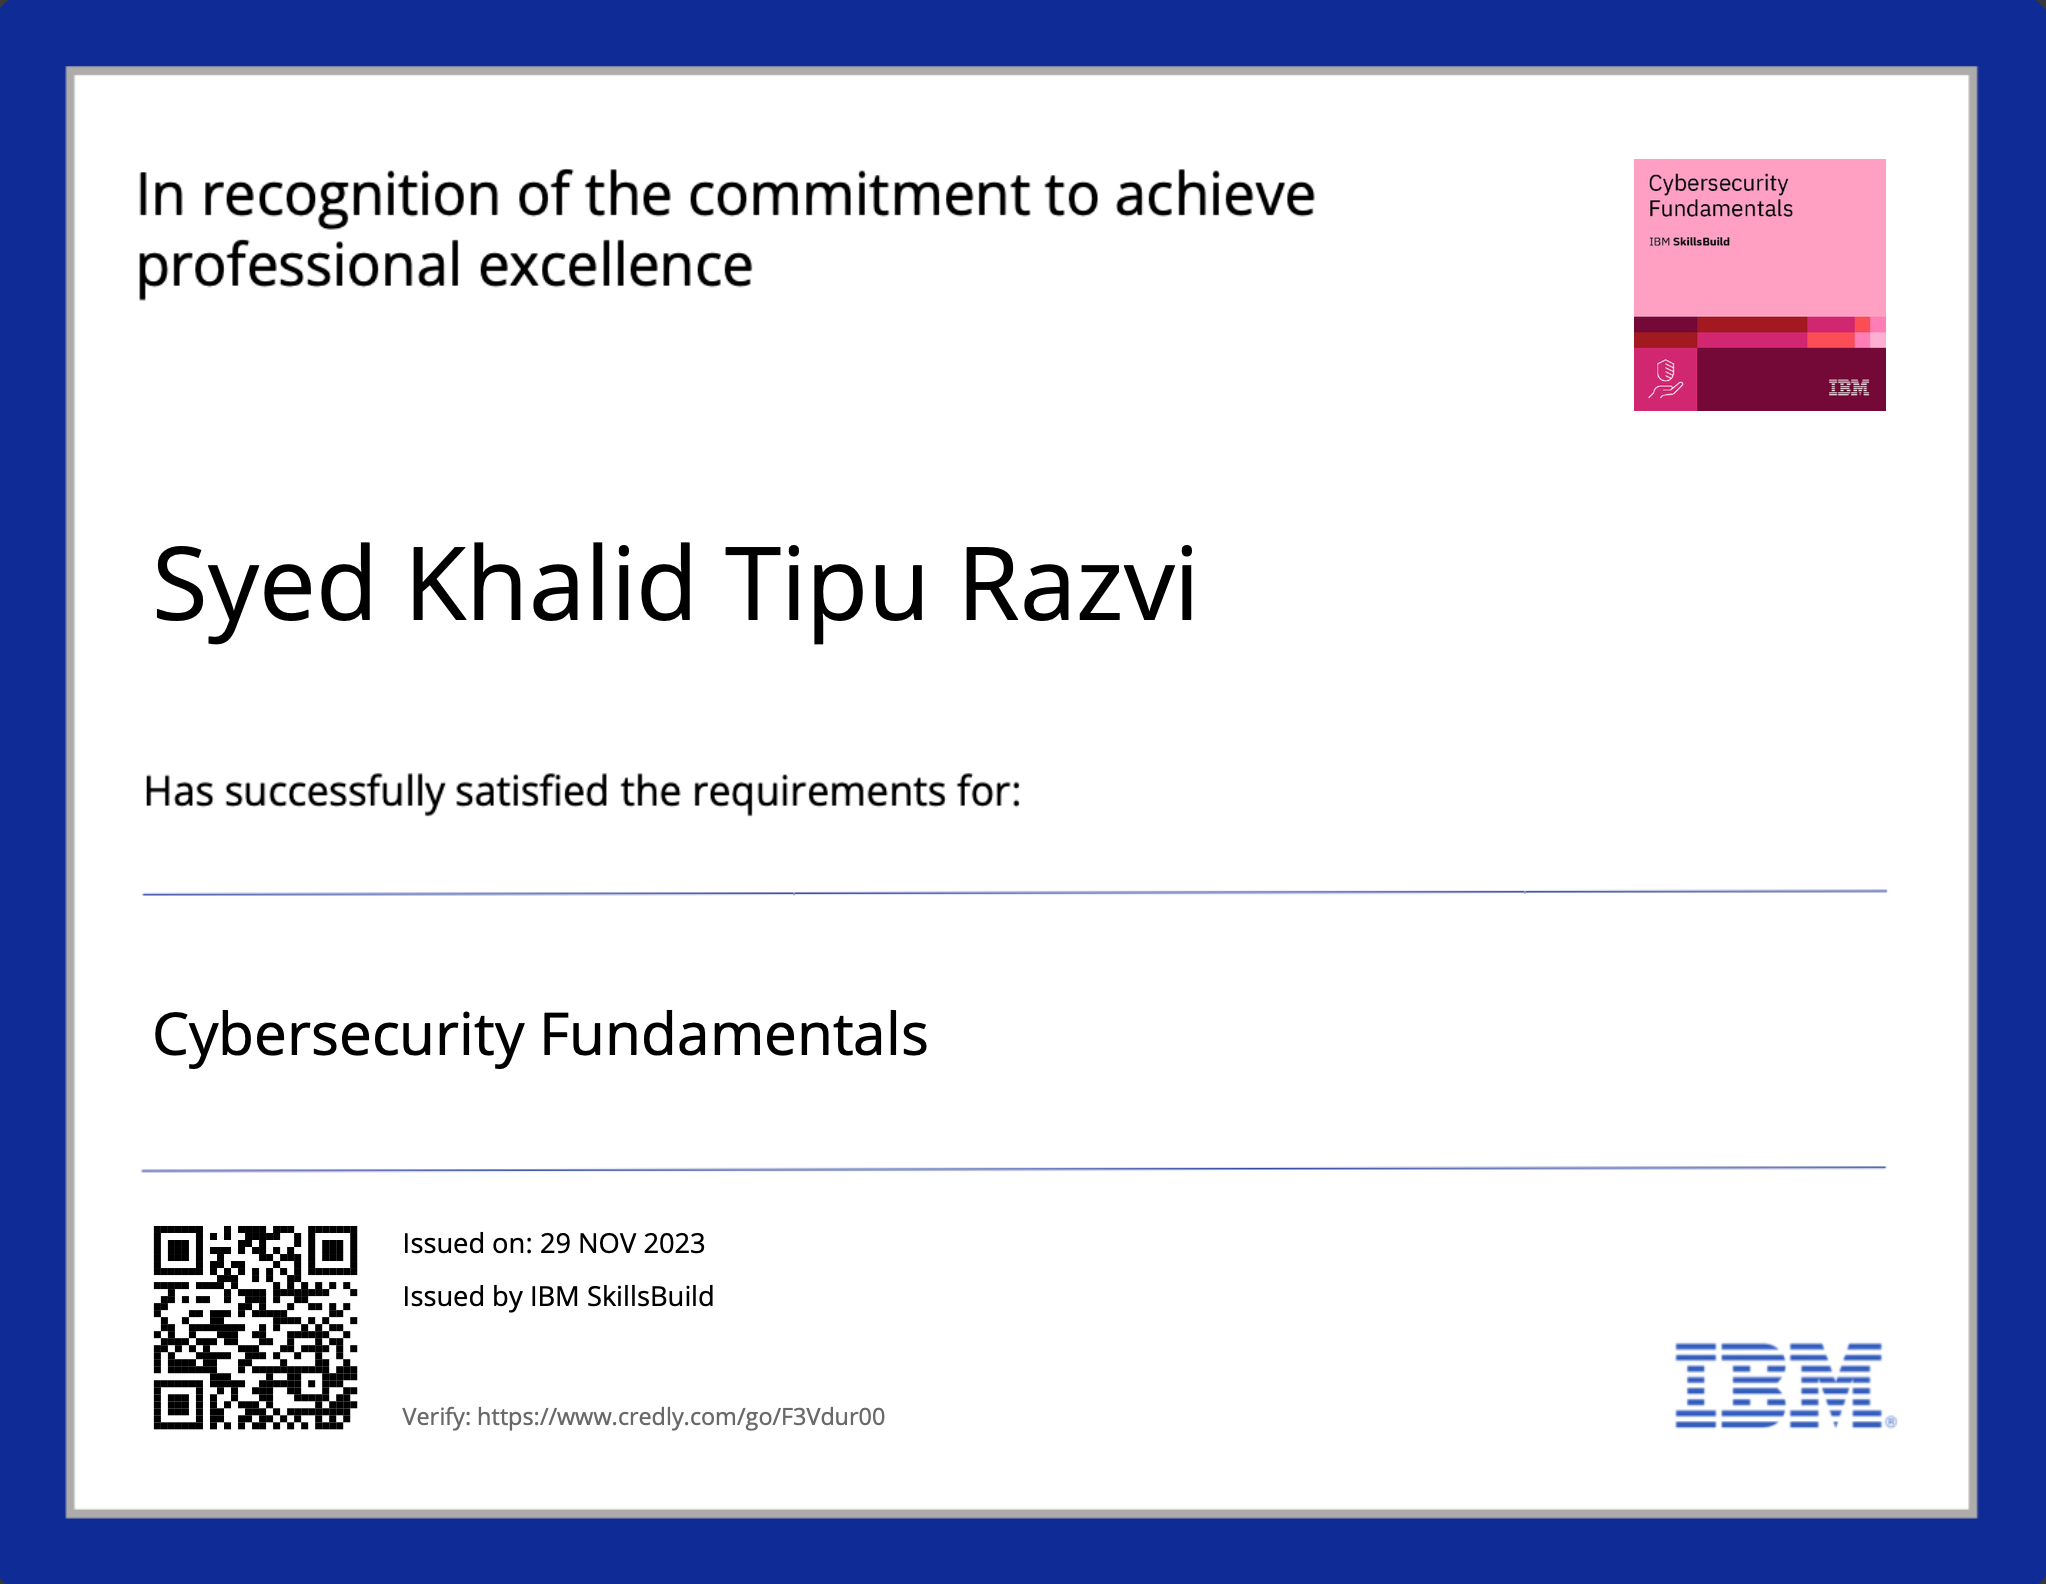 In recognition of the commitment to achieve
professional excellence
Cybersecurity
Fundamentals
IBM SkillsBuild
IBM
Syed Khalid Tipu Razvi
Has successfully satisfied the requirements for:
Cybersecurity Fundamentals
Issued on: 29 NOV 2023
Issued by IBM SkillsBuild
Verify: https://www.credly.com/go/F3Vdur00
IBM®